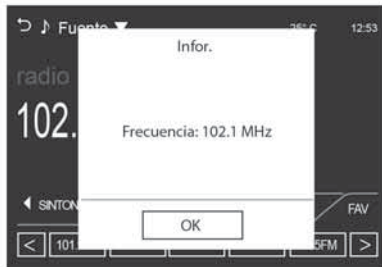 Fuente 25° C 12:53
Infor.
radio
102.
Frecuencia: 102.1 MHz
SINTON
FAV
OK
< 101 5FM >